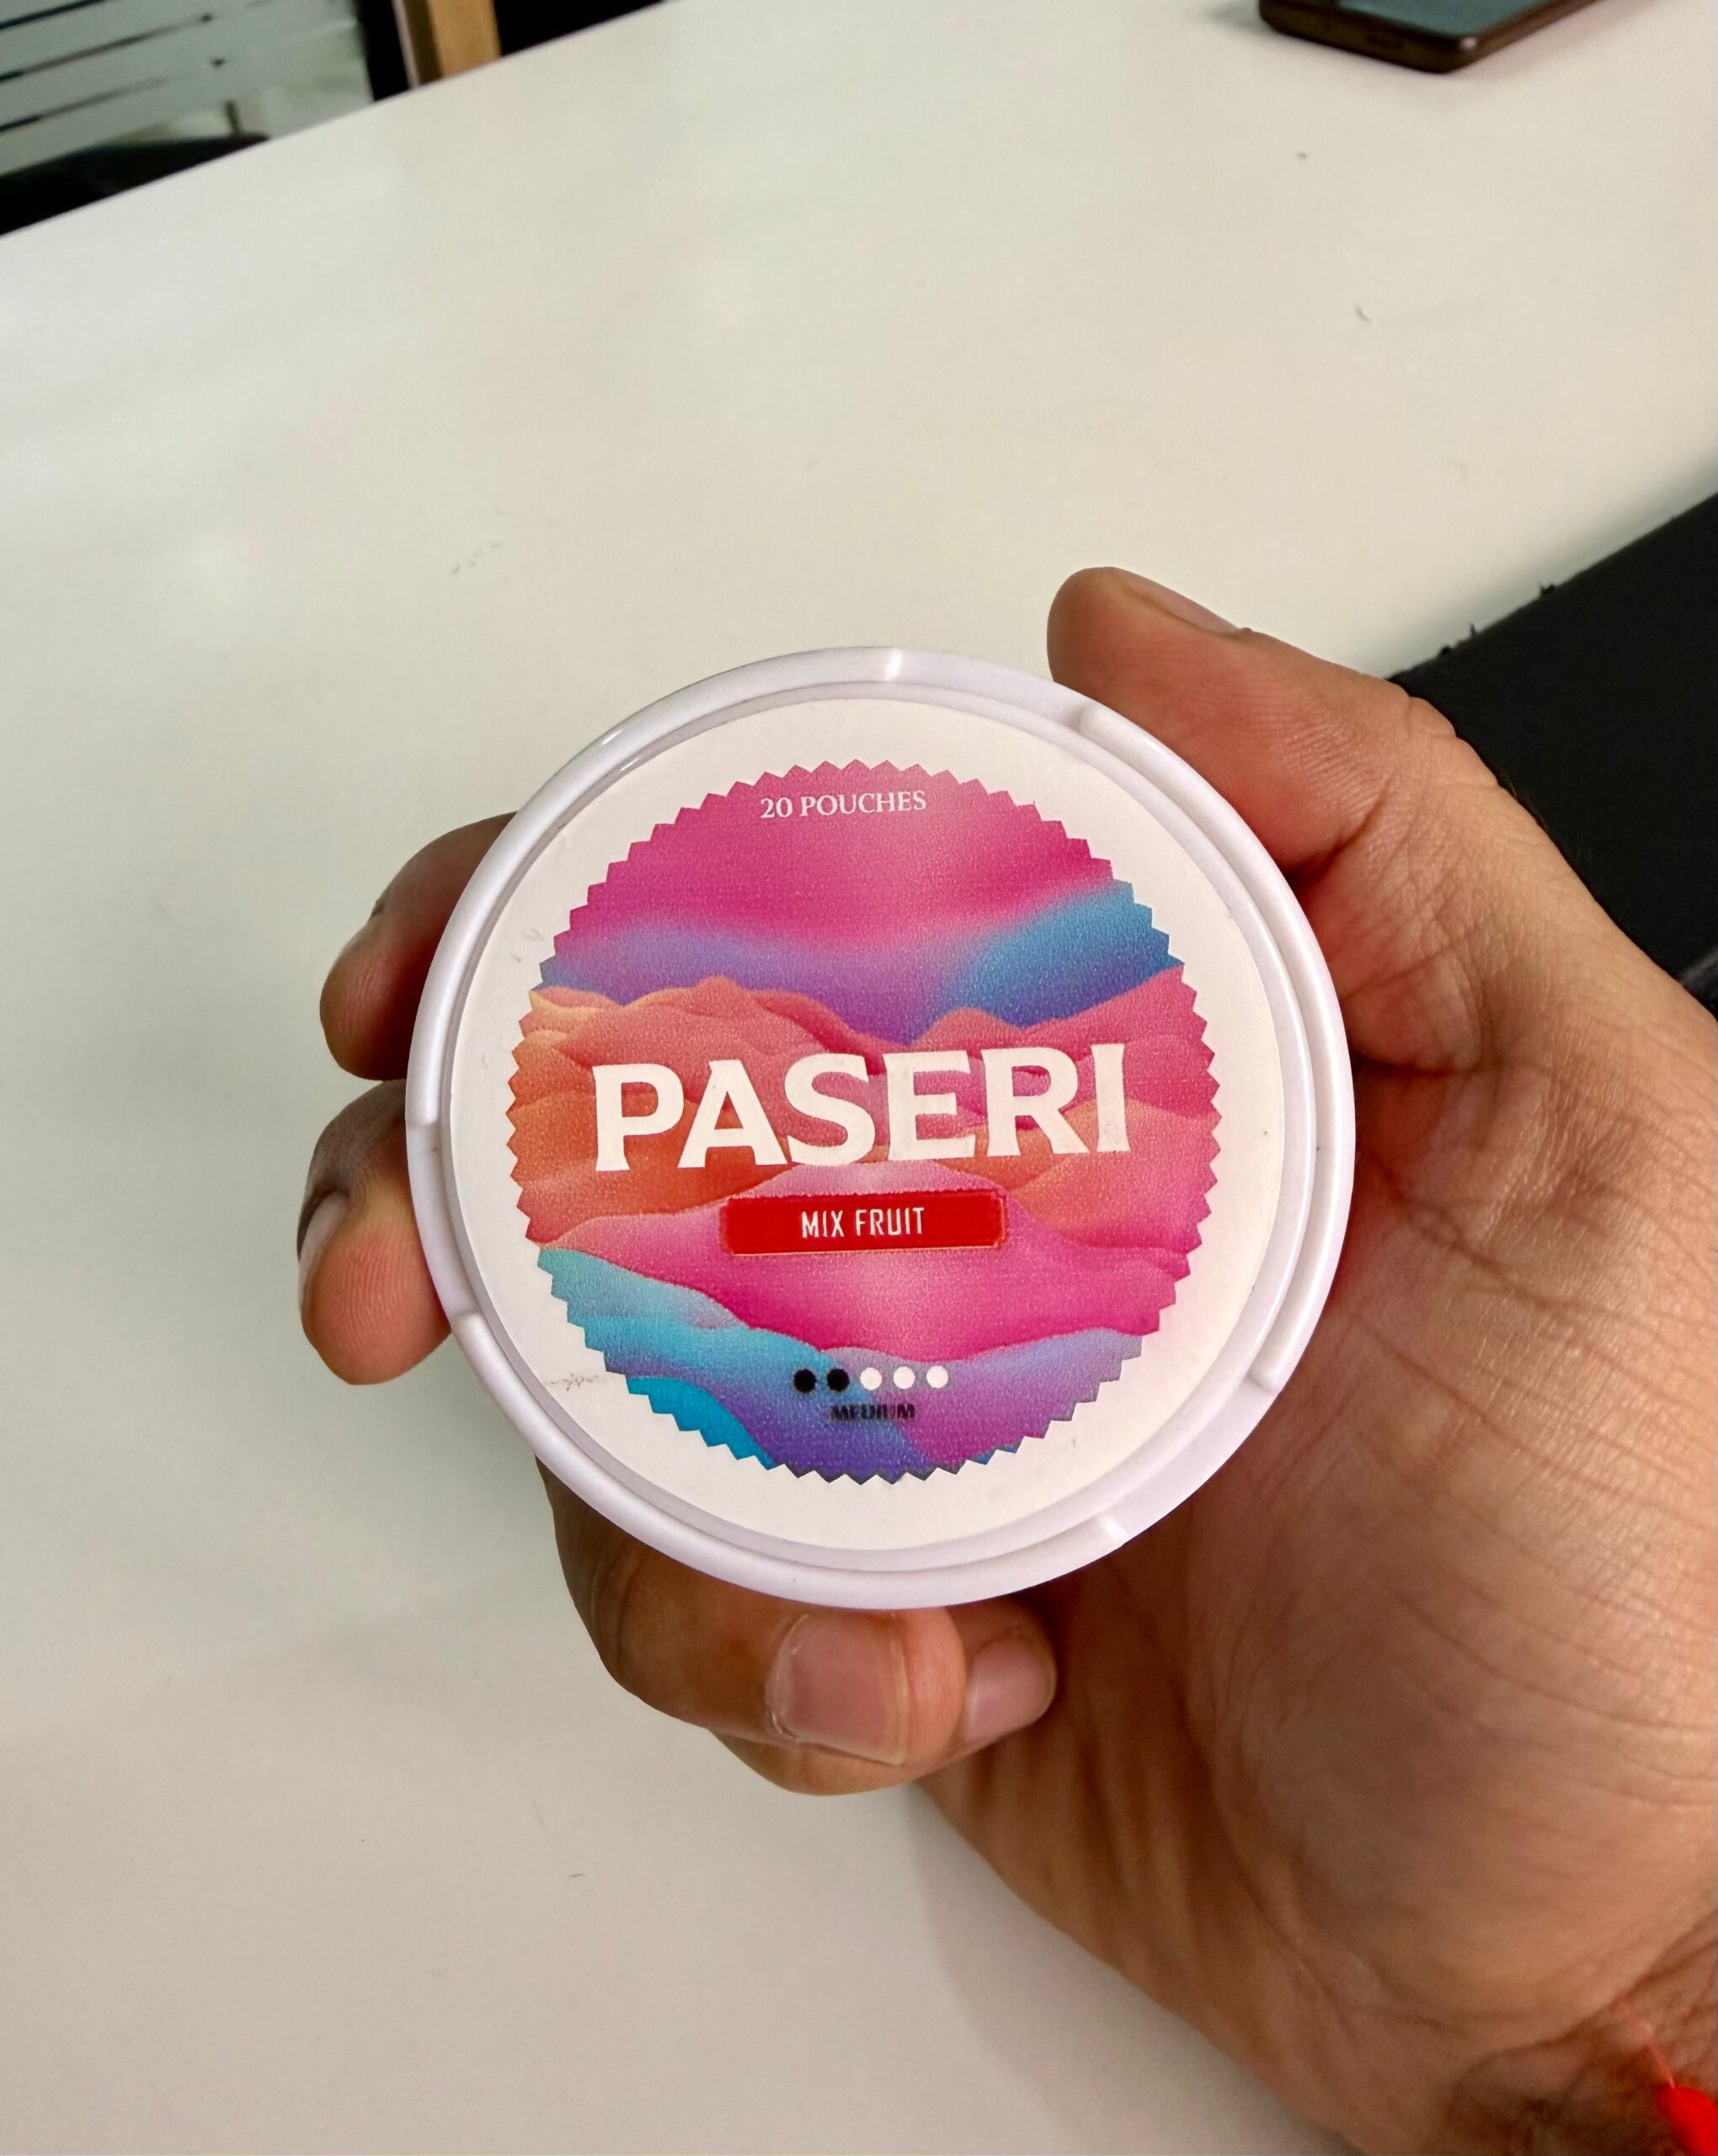 20 POUCHES
PASERI
MIX FRUIT
MEDIUM